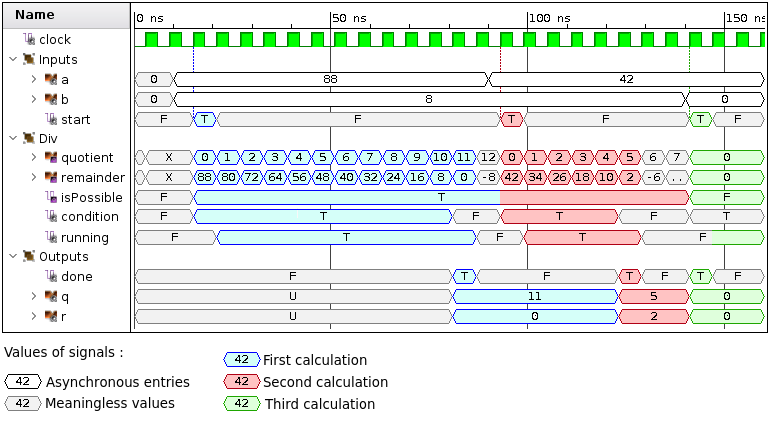 Name 0 ns 50 ns 100 ns 150 ns
clock
Inputs
a 0 88 42
b 0 8 0
start F T F T F T F
Div
quotient X 0 1 2 3 4 5 6 7 8 9 10 11 12 0 1 2 3 4 5 6 7 0
remainder X 88 80 72 64 56 48 40 32 24 16 8 0 -8 42 34 26 18 10 2 -6 .. 0
isPossible F T F
condition F T F T F T
running F T F T F
Outputs
done F T F T F T F
q U 11 5 0
r U 0 2 0
Values of signals :
42 First calculation
42 Asynchronous entries 42 Second calculation
42 Meaningless values 42 Third calculation